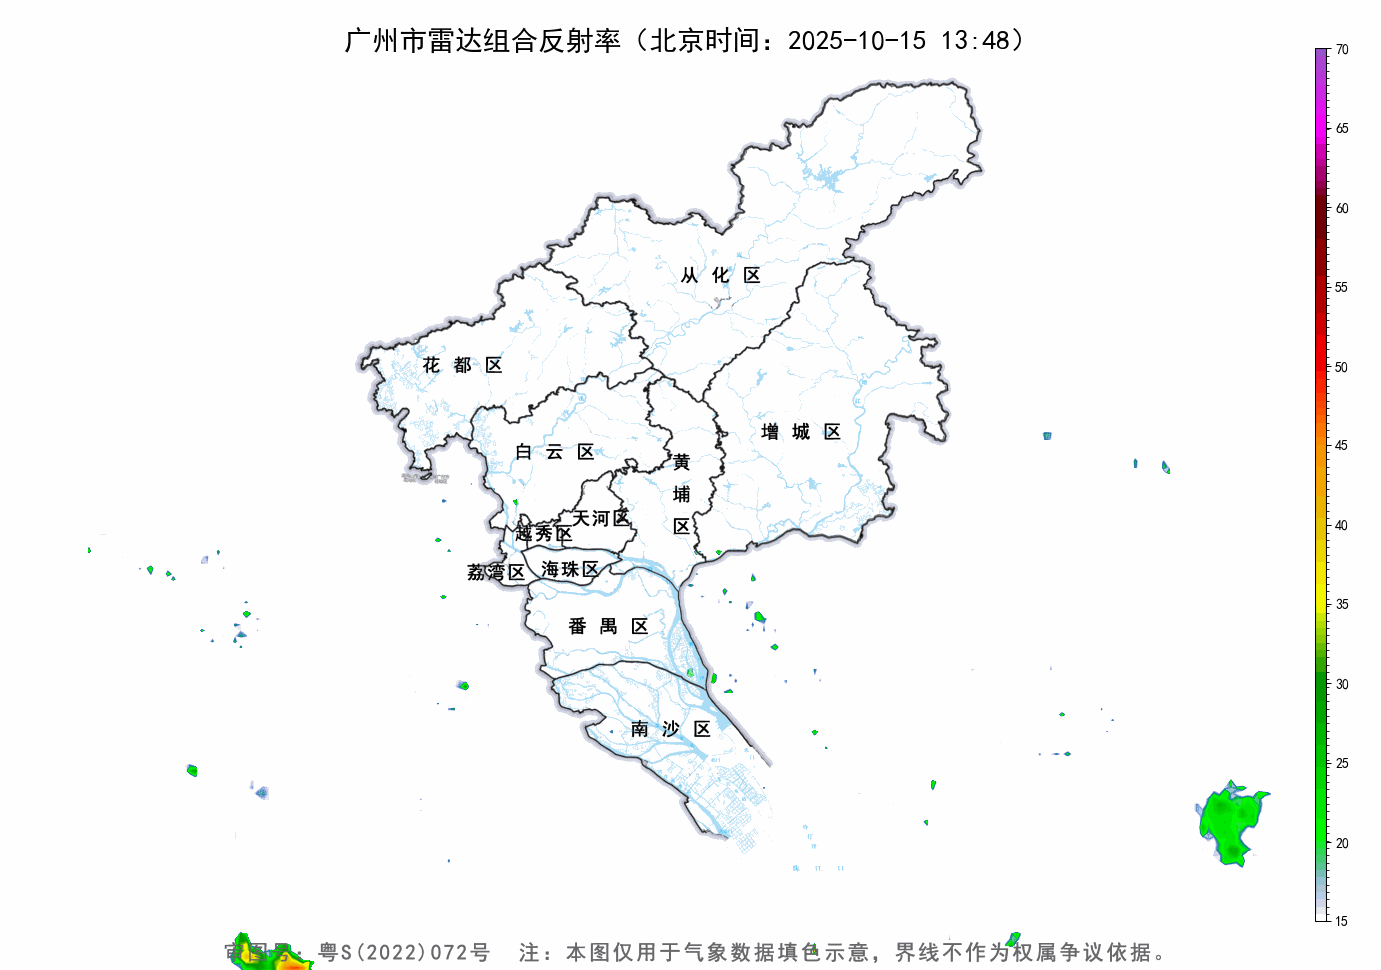 广州市雷达组合反射率（北京时间：2025-10-15 13:48）
70
65
60
55
50
45
40
35
30
25
20
15
从化区
花都区
增城区
白云区
黄埔区
天河区
越秀区
荔湾区
海珠区
番禺区
南沙区
审图号：粤S(2022)072号 注：本图仅用于气象数据填色示意，界线不作为权属争议依据。